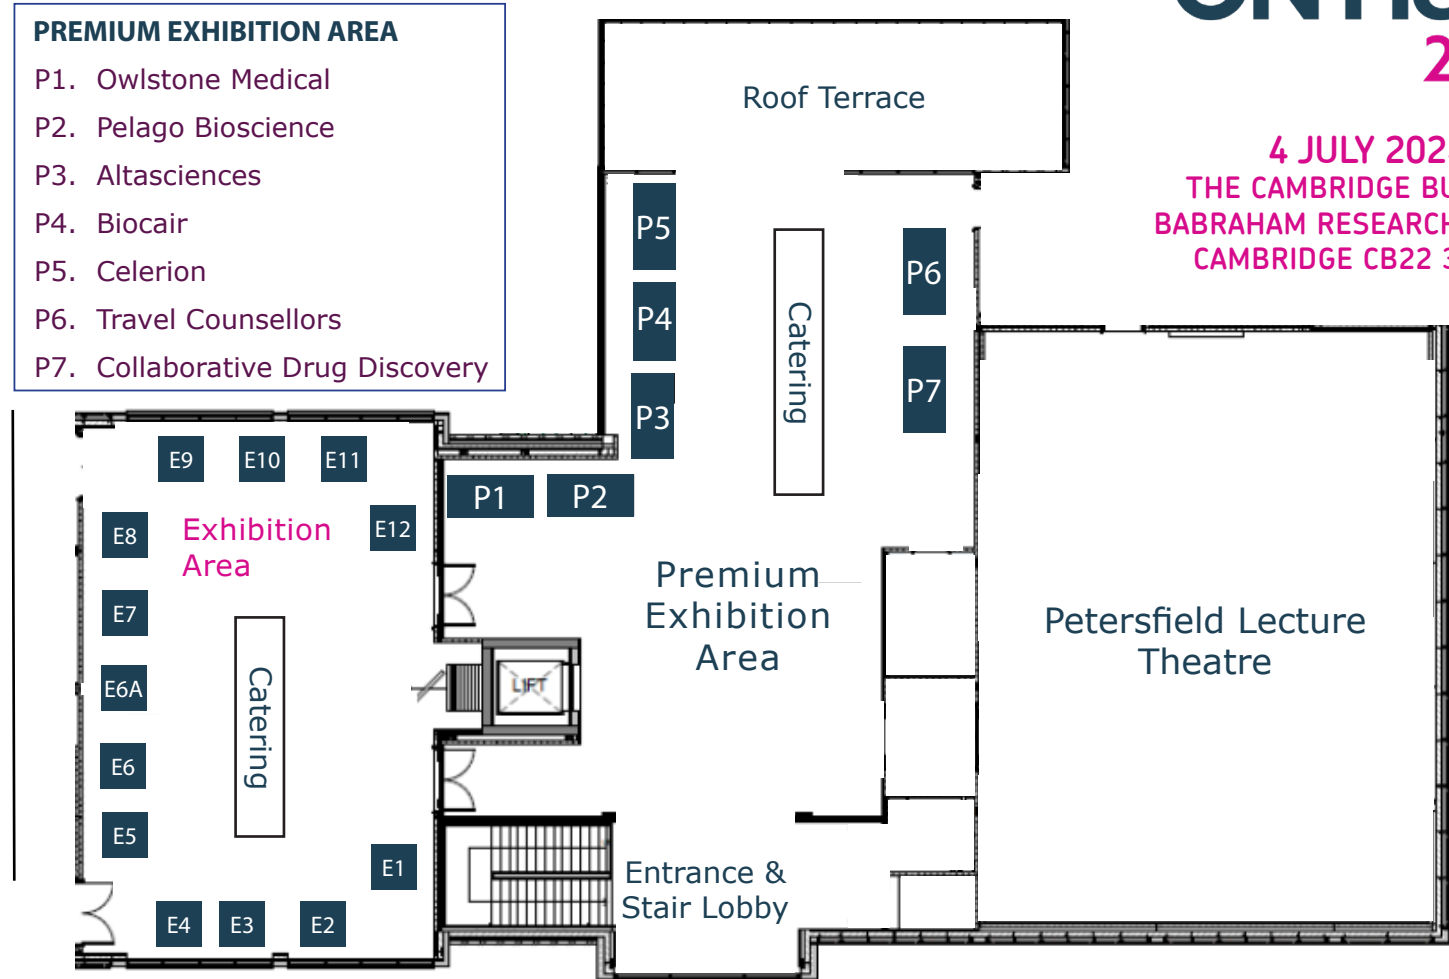 PREMIUM EXHIBITION AREA
P1. Owlstone Medical
P2. Pelago Bioscience
P3. Altasciences
P4. Biocair
P5. Celerion
P6. Travel Counsellors
P7. Collaborative Drug Discovery
2
4 JULY 202
THE CAMBRIDGE BU
BABRAHAM RESEARCH
CAMBRIDGE CB22 3
Roof Terrace
P5
P4
P3
P6
P7
Catering
P1
P2
E9
E10
E11
E12
E8
Exhibition
Area
E7
E6A
E6
E5
E4
E3
E2
E1
Catering
LIFT
Premium
Exhibition
Area
Petersfield Lecture
Theatre
Entrance &
Stair Lobby